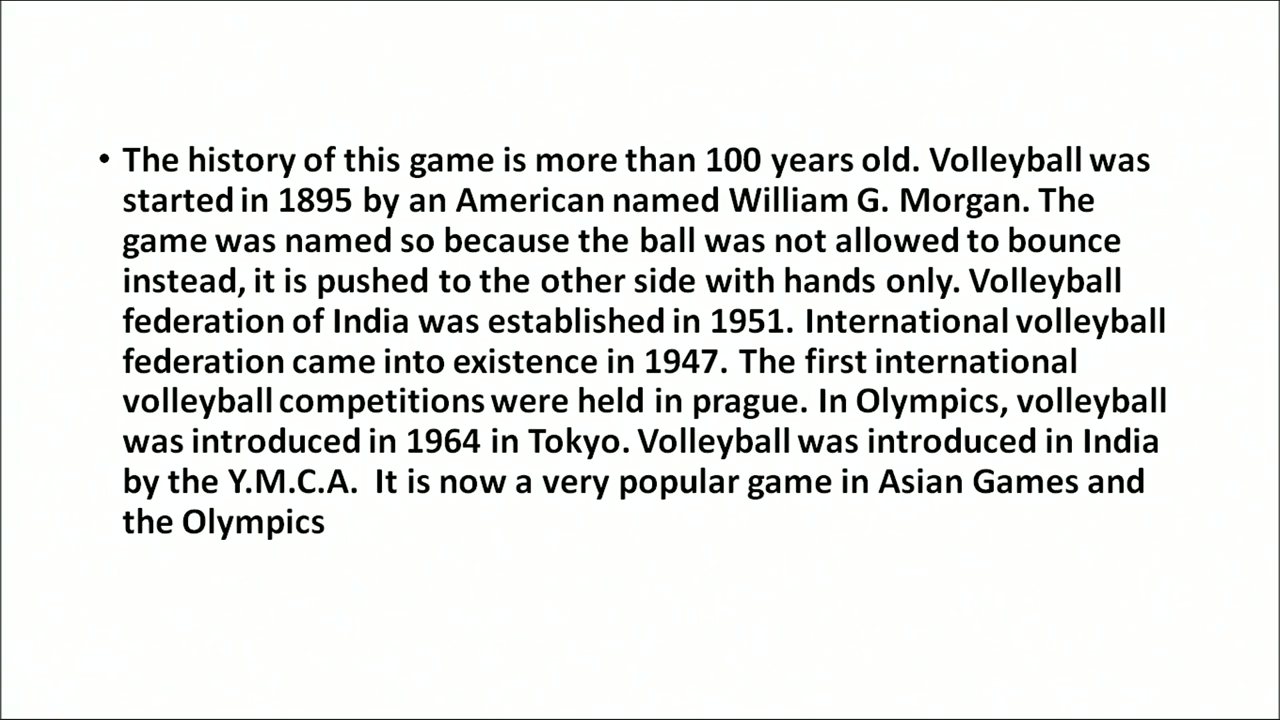 • The history of this game is more than 100 years old. Volleyball was
started in 1895 by an American named William G. Morgan. The
game was named so because the ball was not allowed to bounce
instead, it is pushed to the other side with hands only. Volleyball
federation of India was established in 1951. International volleyball
federation came into existence in 1947. The first international
volleyball competitions were held in prague. In Olympics, volleyball
was introduced in 1964 in Tokyo. Volleyball was introduced in India
by the Y.M.C.A. It is now a very popular game in Asian Games and
the Olympics